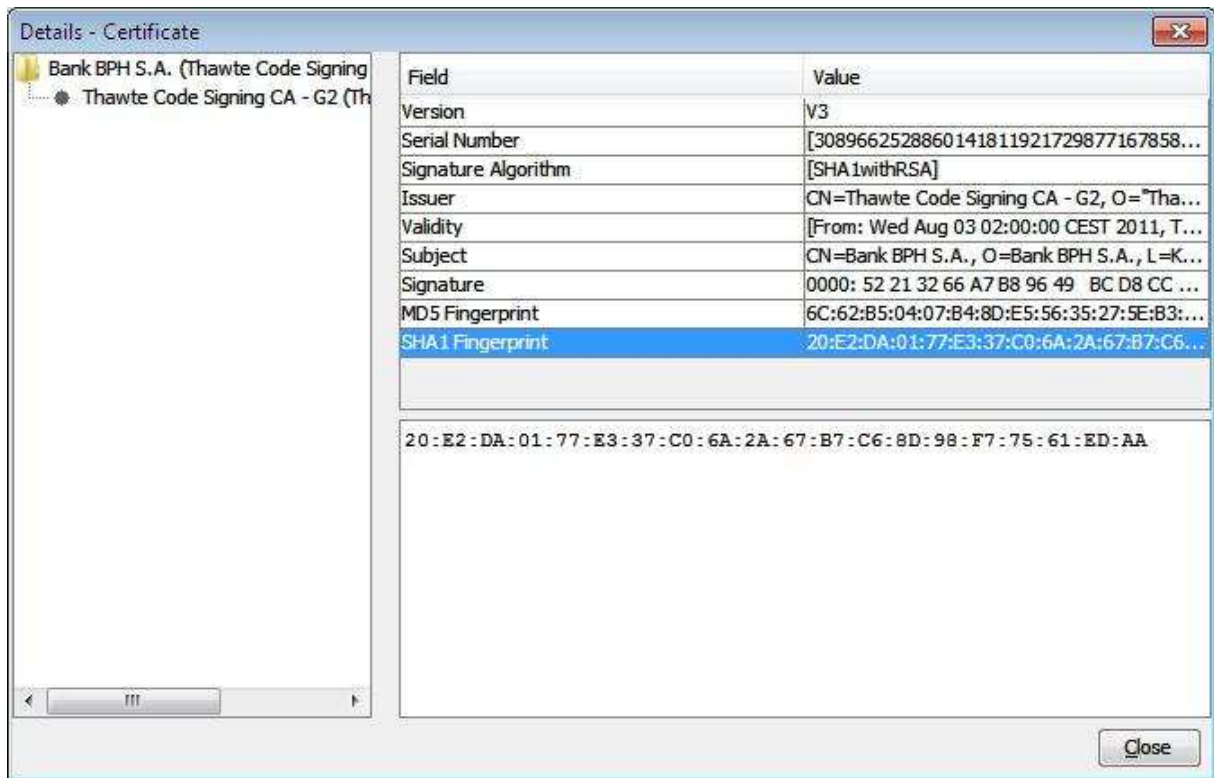 Details - Certificate
Bank BPH S.A. (Thawte Code Signing
Thawte Code Signing CA - G2 (Th
Field Value
Version V3
Serial Number [308966252886014181192172987716785​8...
Signature Algorithm [SHA1withRSA]
Issuer CN=Thawte Code Signing CA - G2, O="Tha...
Validity [From: Wed Aug 03 02:00:00 CEST 2011, T...
Subject CN=Bank BPH S.A., O=Bank BPH S.A., L=K...
Signature 0000: 52 21 32 66 A7 B8 96 49 BC D8 CC ...
MD5 Fingerprint 6C:62:B5:04:07:B4:8D:E5:56:35:27:5E:B3:...
SHA1 Fingerprint 20:E2:DA:01:77:E3:37:C0:6A:2A:67:B7:C6...
20:E2:DA:01:77:E3:37:C0:6A:2A:67:B7:C6:8D:98:F7:75:61:ED:AA
Close